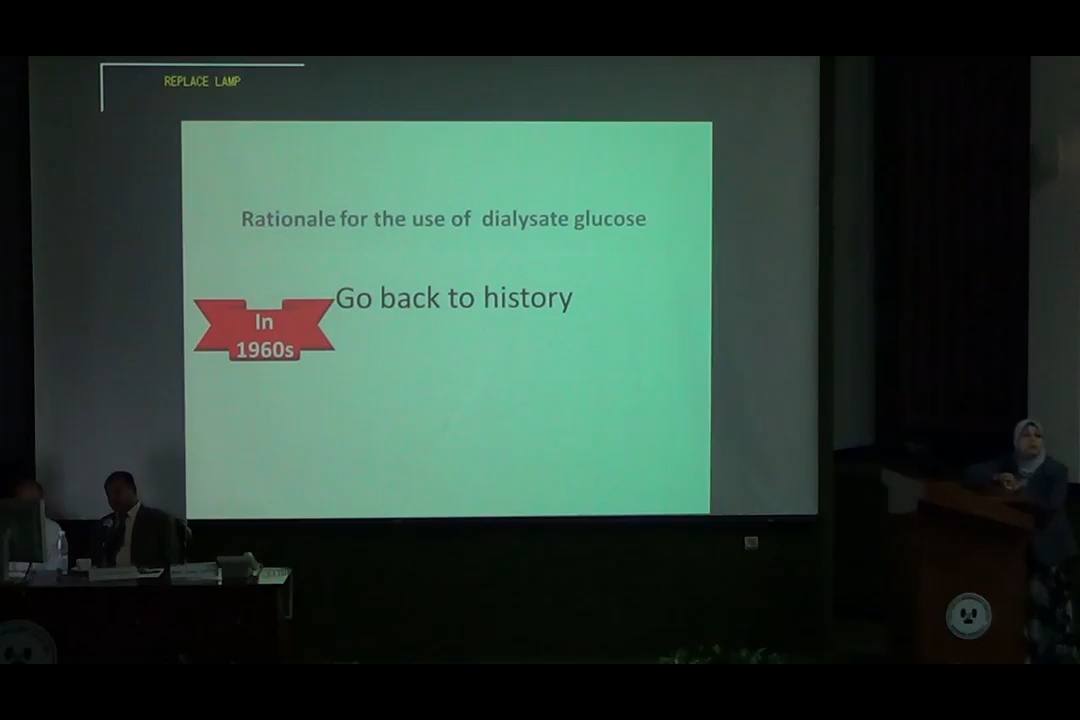 REPLACE LAMP
Rationale for the use of dialysate glucose
Go back to history
In
1960s